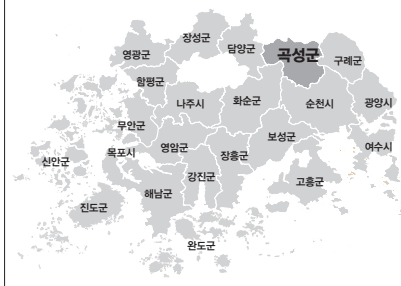 장성군
영광군
담양군
곡성군
구례군
함평군
나주시
화순군
순천시
광양시
무안군
보성군
여수시
신안군
목포시
영암군
장흥군
강진군
고흥군
해남군
진도군
완도군